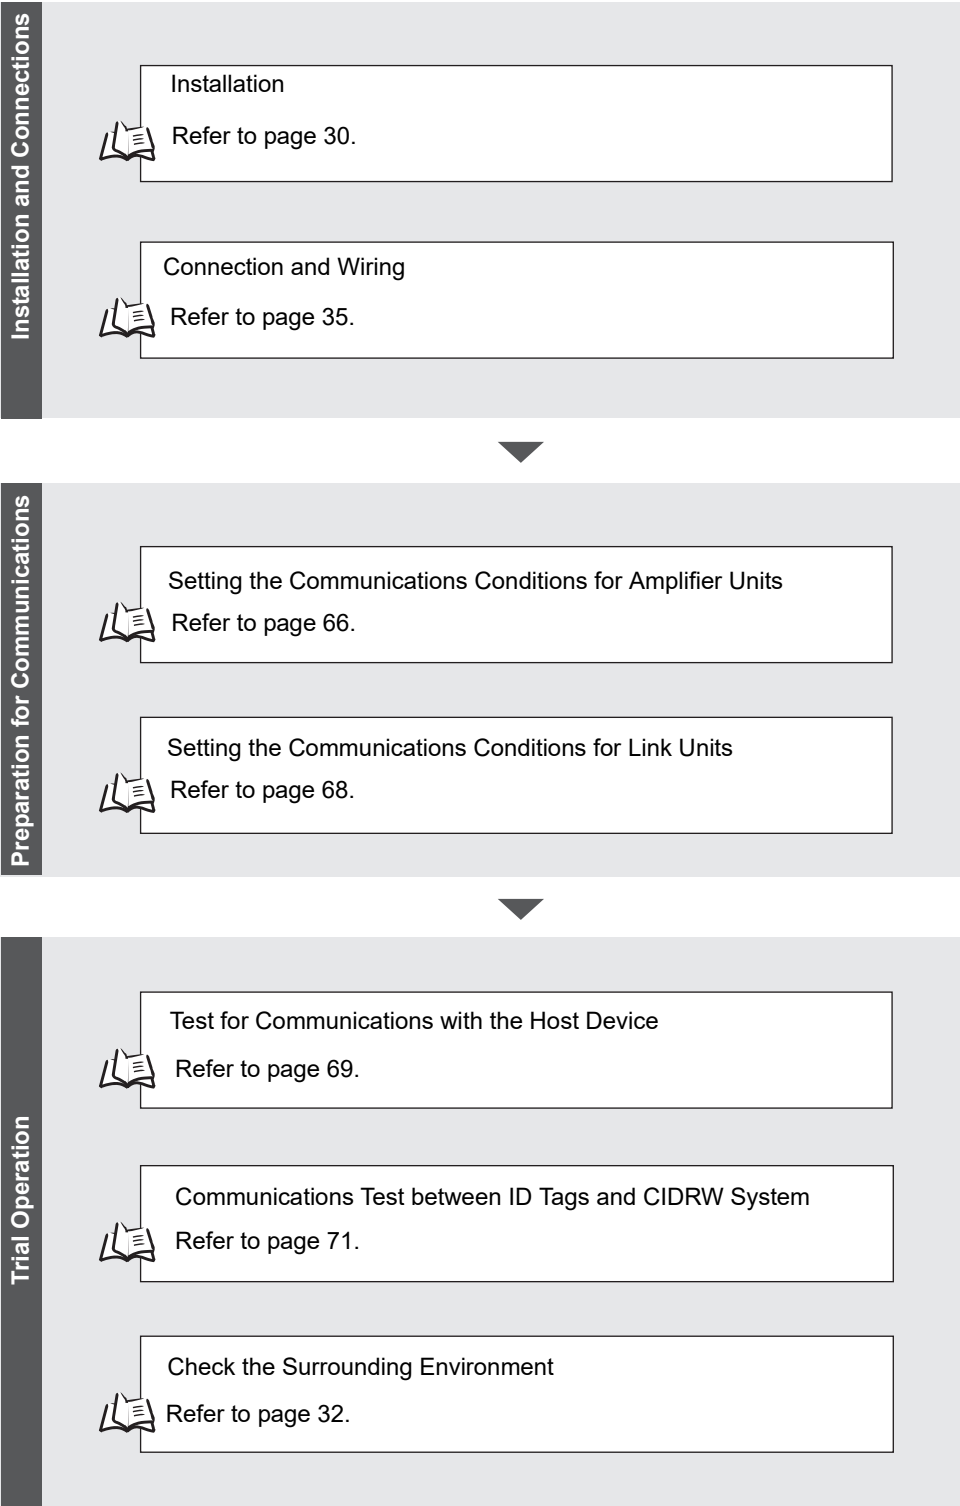 Installation and Connections
Installation
Refer to page 30.
Connection and Wiring
Refer to page 35.
Preparation for Communications
Setting the Communications Conditions for Amplifier Units
Refer to page 66.
Setting the Communications Conditions for Link Units
Refer to page 68.
Trial Operation
Test for Communications with the Host Device
Refer to page 69.
Communications Test between ID Tags and CIDRW System
Refer to page 71.
Check the Surrounding Environment
Refer to page 32.